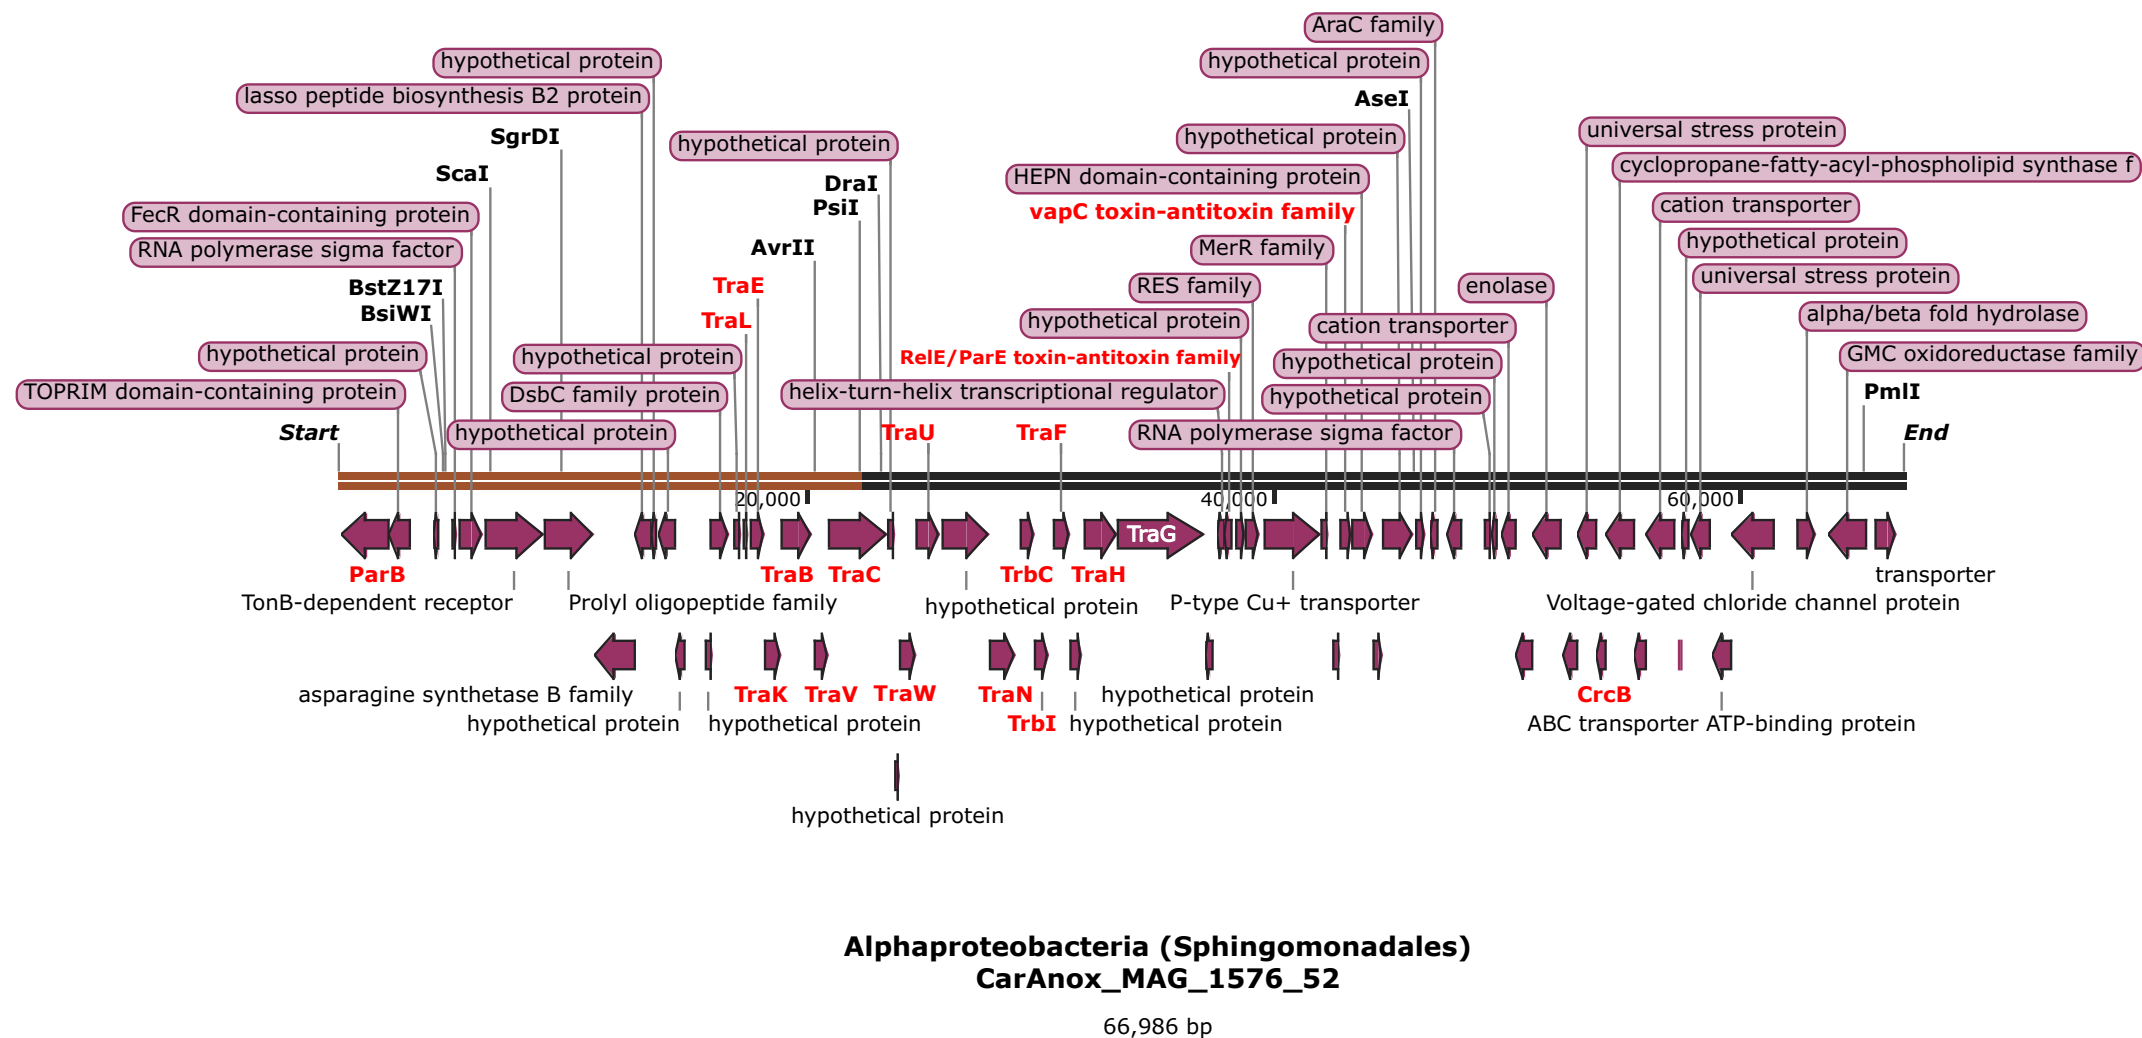 AraC family
hypothetical protein
hypothetical protein
lasso peptide biosynthesis B2 protein
AseI
SgrDI
hypothetical protein
hypothetical protein
universal stress protein
cyclopropane-fatty-acyl-phospholipid synthase f
ScaI
DraI
HEPN domain-containing protein
PsiI
vapC toxin-antitoxin family
cation transporter
FecR domain-containing protein
RNA polymerase sigma factor
AvrII
MerR family
hypothetical protein
universal stress protein
BstZ17I
TraE
RES family
enolase
BsiWI
TraL
hypothetical protein
cation transporter
alpha/beta fold hydrolase
hypothetical protein
hypothetical protein
RelE/ParE toxin-antitoxin family
hypothetical protein
GMC oxidoreductase family
TOPRIM domain-containing protein
DsbC family protein
helix-turn-helix transcriptional regulator
hypothetical protein
PmlI
Start
hypothetical protein
TraU
TraF
RNA polymerase sigma factor
End
20,000
40,000
60,000
TraG
ParB
TraB
TraC
TrbC
TraH
transporter
TonB-dependent receptor
Prolyl oligopeptide family
hypothetical protein
P-type Cu+ transporter
Voltage-gated chloride channel protein
asparagine synthetase B family
TraK
TraV
TraW
TraN
hypothetical protein
CrcB
hypothetical protein
hypothetical protein
TrbI
hypothetical protein
ABC transporter ATP-binding protein
hypothetical protein
Alphaproteobacteria (Sphingomonadales)
CarAnox_MAG_1576_52
66,986 bp